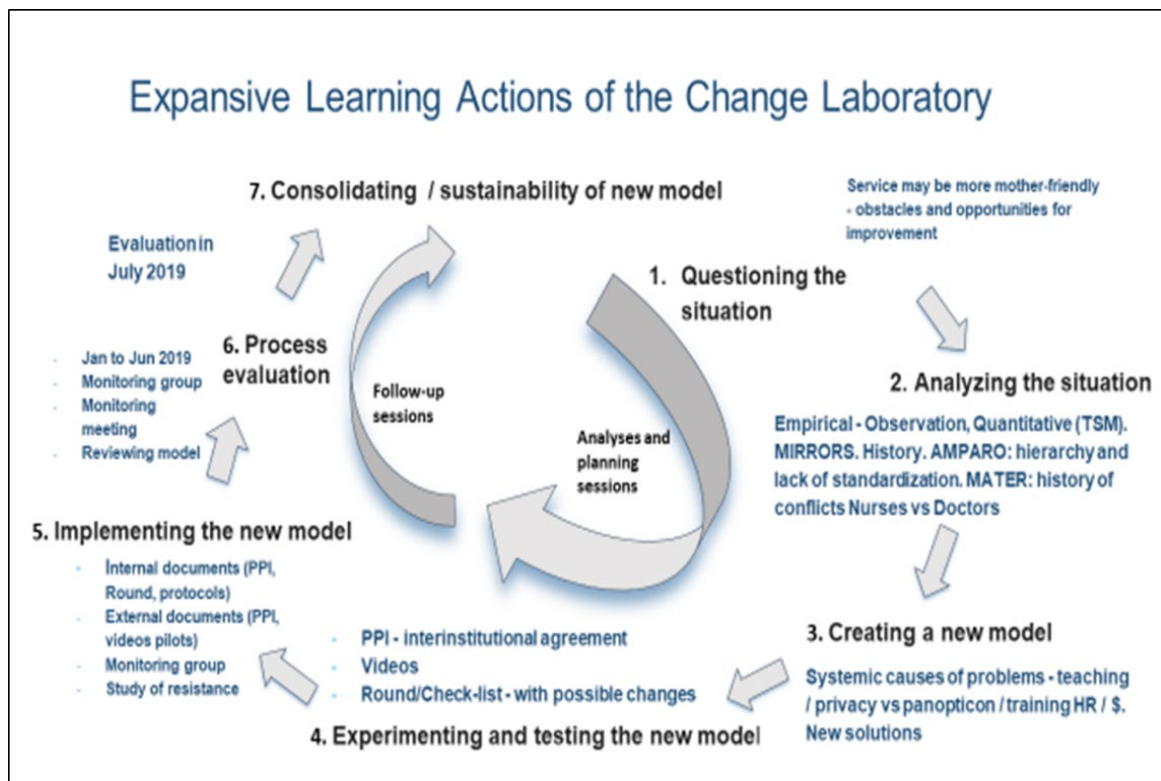 Expansive Learning Actions of the Change Laboratory
7. Consolidating / sustainability of new model
Service may be more mother-friendly
- obstacles and opportunities for
improvement
Evaluation in
July 2019
1. Questioning the
situation
6. Process
evaluation
- Jan to Jun 2019
- Monitoring group
- Monitoring
meeting
- Reviewing model
Follow-up
sessions
Analyses and
planning
sessions
2. Analyzing the situation
Empirical - Observation, Quantitative (TSM).
MIRRORS. History. AMPARO: hierarchy and
lack of standardization. MATER: history of
conflicts Nurses vs Doctors
5. Implementing the new model
- Internal documents (PPI,
Round, protocols)
- External documents (PPI,
videos pilots)
- Monitoring group
- Study of resistance
- PPI - interinstitutional agreement
- Videos
- Round/Check-list - with possible changes
4. Experimenting and testing the new model
3. Creating a new model
Systemic causes of problems - teaching
/ privacy vs panopticon / training HR / $.
New solutions